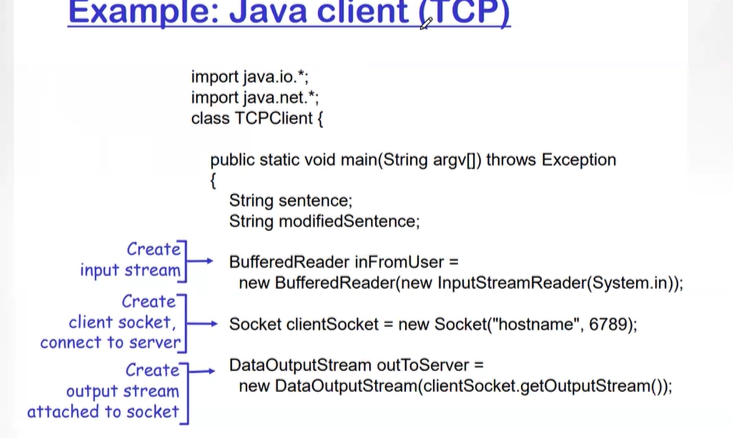 Example: Java client (TCP)
import java.io.*;
import java.net.*;
class TCPClient {
public static void main(String argv[]) throws Exception
{
String sentence;
String modifiedSentence;
Create
input stream
BufferedReader inFromUser =
new BufferedReader(new InputStreamReader(System.in));
Create
client socket,
connect to server
Socket clientSocket = new Socket("hostname", 6789);
Create
output stream
attached to socket
DataOutputStream outToServer =
new DataOutputStream(clientSocket.getOutputStream());